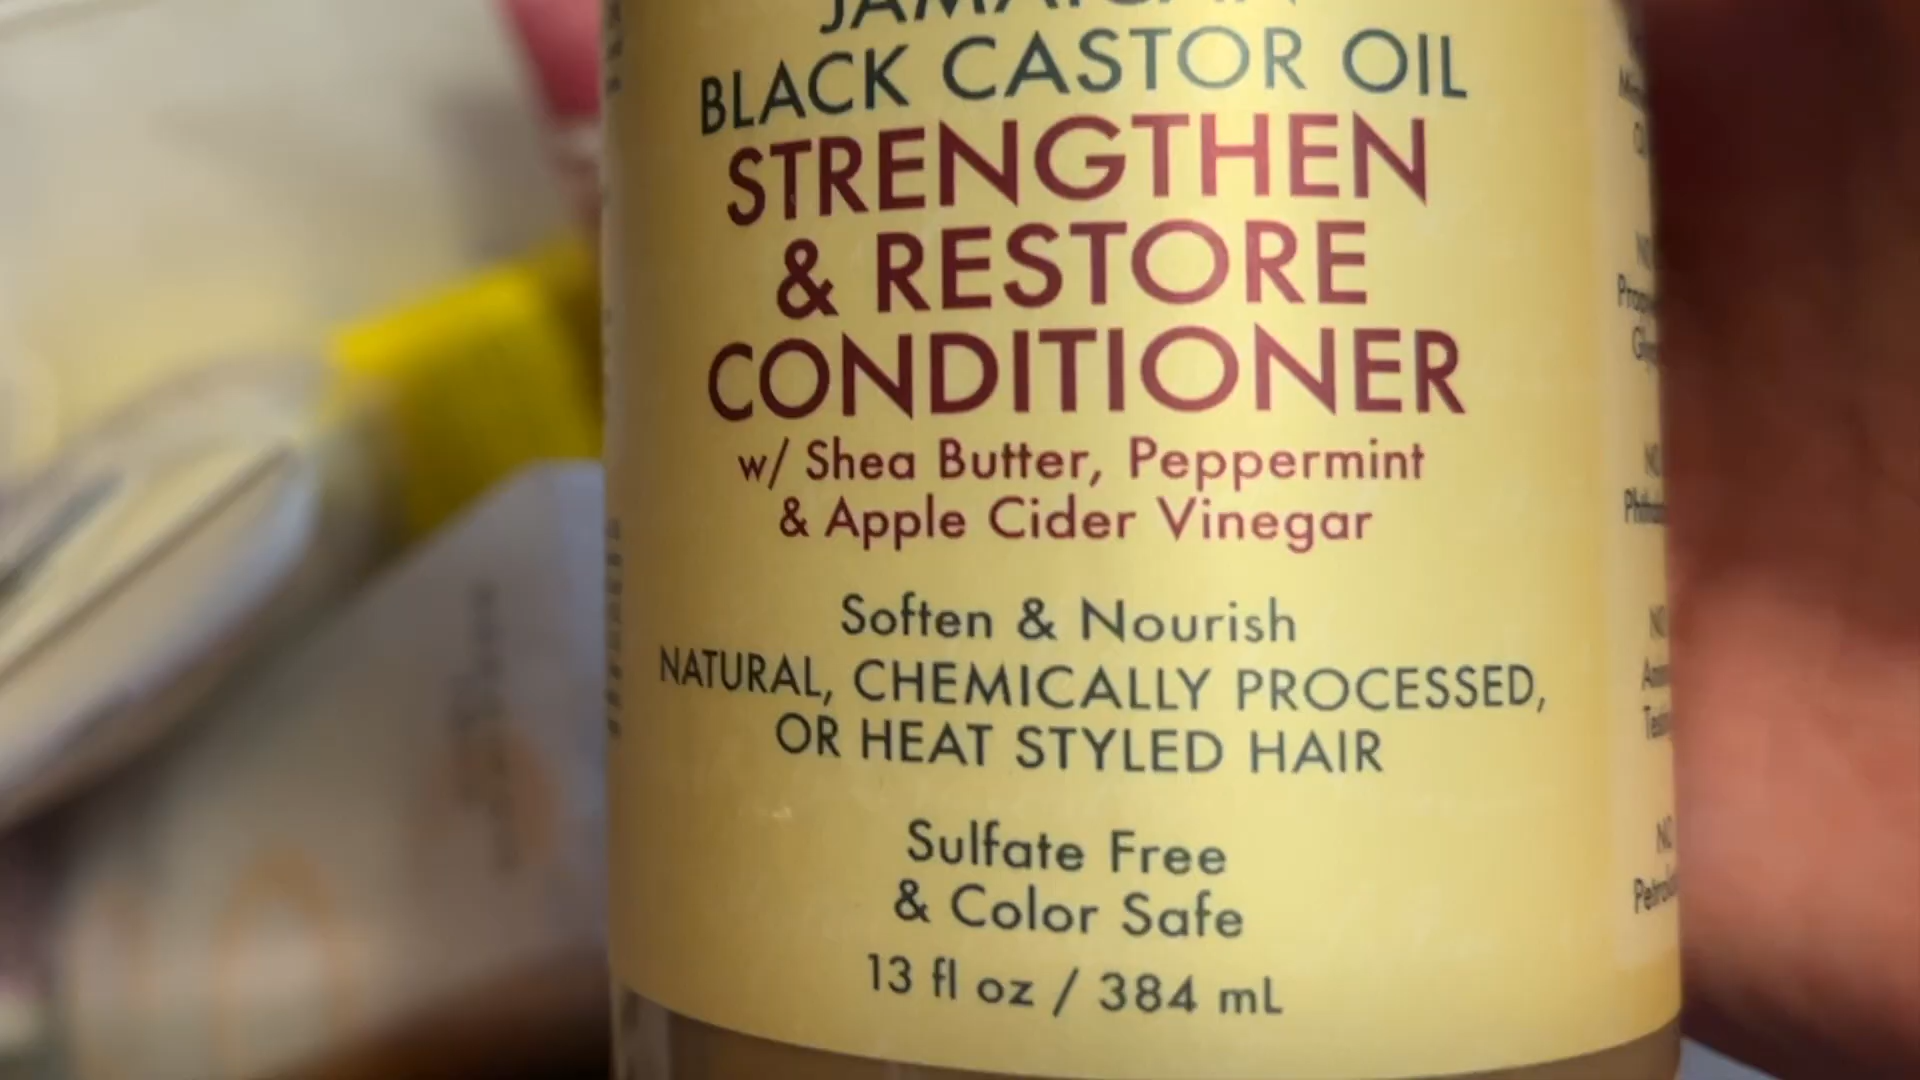 JAMAICAN
BLACK CASTOR OIL
STRENGTHEN
& RESTORE
CONDITIONER
w/ Shea Butter, Peppermint
& Apple Cider Vinegar
Soften & Nourish
NATURAL, CHEMICALLY PROCESSED,
OR HEAT STYLED HAIR
Sulfate Free
& Color Safe
13 fl oz / 384 mL